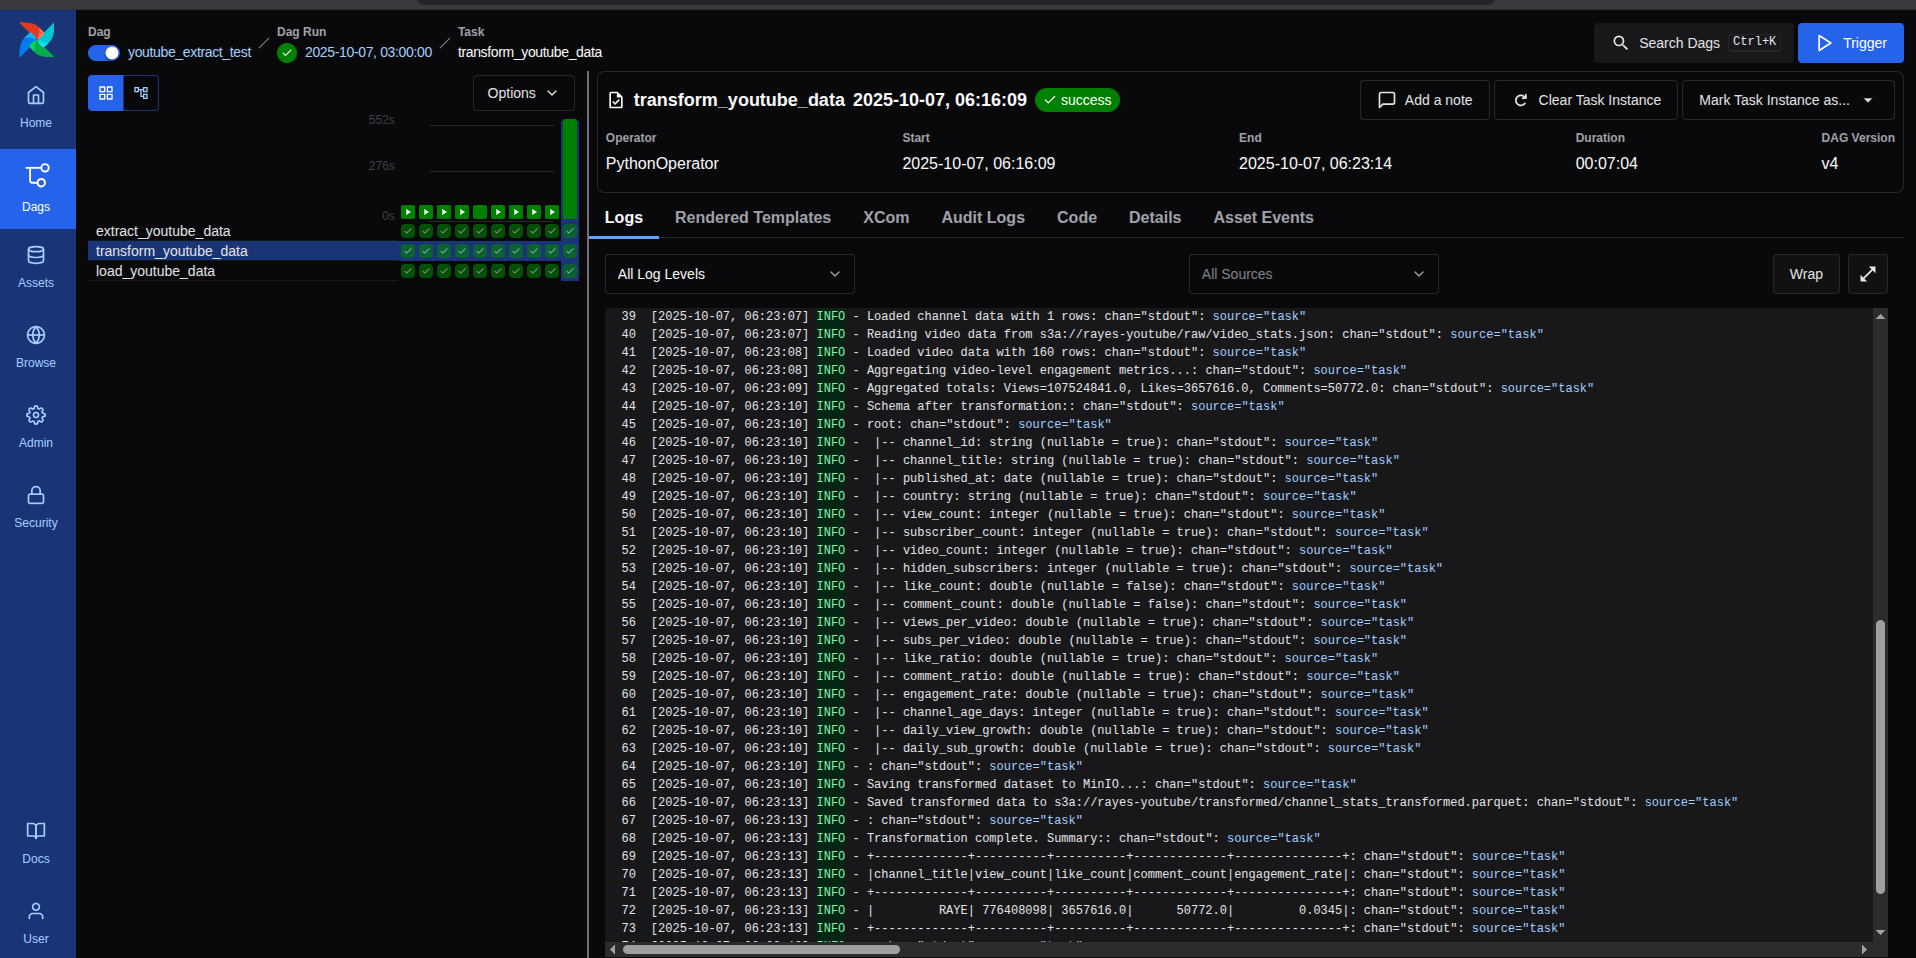 Dag
youtube_extract_test
Dag Run
2025-10-07, 03:00:00
Task
transform_youtube_data
Search Dags Ctrl+K
Trigger
Home
Dags
Assets
Browse
Admin
Security
Docs
User
Options
552s
276s
0s
extract_youtube_data
transform_youtube_data
load_youtube_data
transform_youtube_data 2025-10-07, 06:16:09 success
Add a note
Clear Task Instance
Mark Task Instance as...
Operator Start End Duration DAG Version
PythonOperator 2025-10-07, 06:16:09 2025-10-07, 06:23:14 00:07:04 v4
Logs Rendered Templates XCom Audit Logs Code Details Asset Events
All Log Levels All Sources Wrap
39 [2025-10-07, 06:23:07] INFO - Loaded channel data with 1 rows: chan="stdout": source="task"
40 [2025-10-07, 06:23:07] INFO - Reading video data from s3a://rayes-youtube/raw/video_stats.json: chan="stdout": source="task"
41 [2025-10-07, 06:23:08] INFO - Loaded video data with 160 rows: chan="stdout": source="task"
42 [2025-10-07, 06:23:08] INFO - Aggregating video-level engagement metrics...: chan="stdout": source="task"
43 [2025-10-07, 06:23:09] INFO - Aggregated totals: Views=107524841.0, Likes=3657616.0, Comments=50772.0: chan="stdout": source="task"
44 [2025-10-07, 06:23:10] INFO - Schema after transformation:: chan="stdout": source="task"
45 [2025-10-07, 06:23:10] INFO - root: chan="stdout": source="task"
46 [2025-10-07, 06:23:10] INFO -  |-- channel_id: string (nullable = true): chan="stdout": source="task"
47 [2025-10-07, 06:23:10] INFO -  |-- channel_title: string (nullable = true): chan="stdout": source="task"
48 [2025-10-07, 06:23:10] INFO -  |-- published_at: date (nullable = true): chan="stdout": source="task"
49 [2025-10-07, 06:23:10] INFO -  |-- country: string (nullable = true): chan="stdout": source="task"
50 [2025-10-07, 06:23:10] INFO -  |-- view_count: integer (nullable = true): chan="stdout": source="task"
51 [2025-10-07, 06:23:10] INFO -  |-- subscriber_count: integer (nullable = true): chan="stdout": source="task"
52 [2025-10-07, 06:23:10] INFO -  |-- video_count: integer (nullable = true): chan="stdout": source="task"
53 [2025-10-07, 06:23:10] INFO -  |-- hidden_subscribers: integer (nullable = true): chan="stdout": source="task"
54 [2025-10-07, 06:23:10] INFO -  |-- like_count: double (nullable = false): chan="stdout": source="task"
55 [2025-10-07, 06:23:10] INFO -  |-- comment_count: double (nullable = false): chan="stdout": source="task"
56 [2025-10-07, 06:23:10] INFO -  |-- views_per_video: double (nullable = true): chan="stdout": source="task"
57 [2025-10-07, 06:23:10] INFO -  |-- subs_per_video: double (nullable = true): chan="stdout": source="task"
58 [2025-10-07, 06:23:10] INFO -  |-- like_ratio: double (nullable = true): chan="stdout": source="task"
59 [2025-10-07, 06:23:10] INFO -  |-- comment_ratio: double (nullable = true): chan="stdout": source="task"
60 [2025-10-07, 06:23:10] INFO -  |-- engagement_rate: double (nullable = true): chan="stdout": source="task"
61 [2025-10-07, 06:23:10] INFO -  |-- channel_age_days: integer (nullable = true): chan="stdout": source="task"
62 [2025-10-07, 06:23:10] INFO -  |-- daily_view_growth: double (nullable = true): chan="stdout": source="task"
63 [2025-10-07, 06:23:10] INFO -  |-- daily_sub_growth: double (nullable = true): chan="stdout": source="task"
64 [2025-10-07, 06:23:10] INFO - : chan="stdout": source="task"
65 [2025-10-07, 06:23:10] INFO - Saving transformed dataset to MinIO...: chan="stdout": source="task"
66 [2025-10-07, 06:23:13] INFO - Saved transformed data to s3a://rayes-youtube/transformed/channel_stats_transformed.parquet: chan="stdout": source="task"
67 [2025-10-07, 06:23:13] INFO - : chan="stdout": source="task"
68 [2025-10-07, 06:23:13] INFO - Transformation complete. Summary:: chan="stdout": source="task"
69 [2025-10-07, 06:23:13] INFO - +-------------+----------+----------+-------------+---------------+: chan="stdout": source="task"
70 [2025-10-07, 06:23:13] INFO - |channel_title|view_count|like_count|comment_count|engagement_rate|: chan="stdout": source="task"
71 [2025-10-07, 06:23:13] INFO - +-------------+----------+----------+-------------+---------------+: chan="stdout": source="task"
72 [2025-10-07, 06:23:13] INFO - |         RAYE| 776408098| 3657616.0|      50772.0|         0.0345|: chan="stdout": source="task"
73 [2025-10-07, 06:23:13] INFO - +-------------+----------+----------+-------------+---------------+: chan="stdout": source="task"